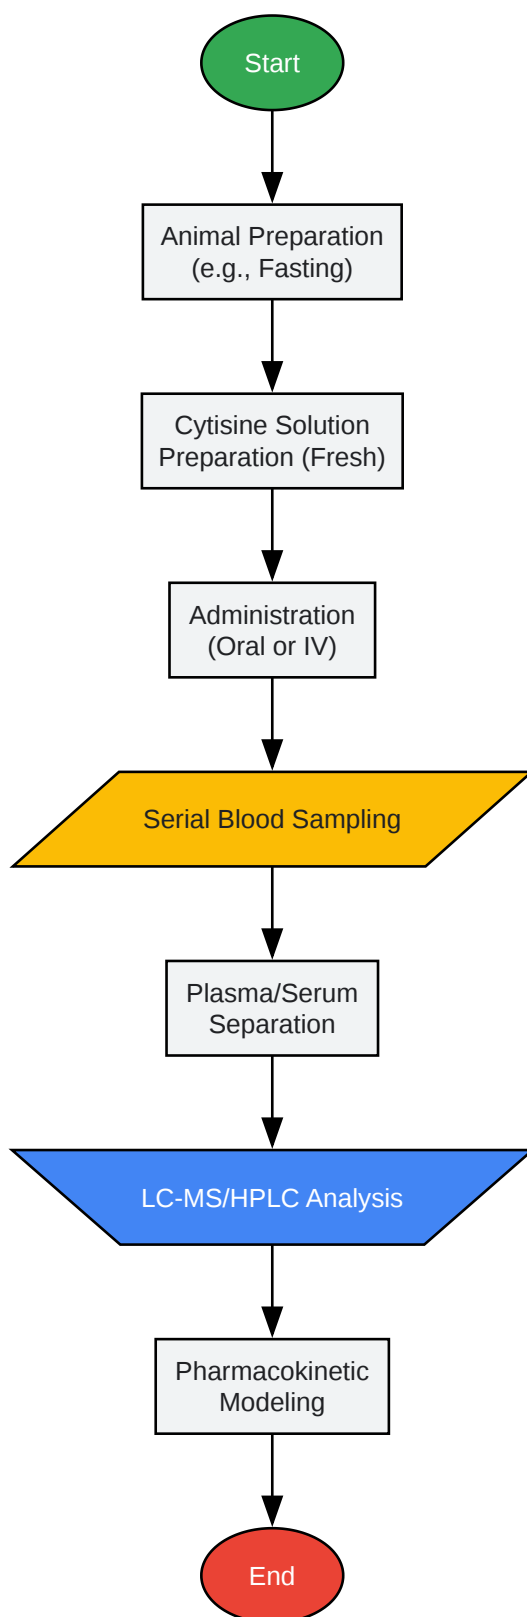 Start
Animal Preparation
(e.g., Fasting)
Cytisine Solution
Preparation (Fresh)
Administration
(Oral or IV)
Serial Blood Sampling
Plasma/Serum
Separation
LC-MS/HPLC Analysis
Pharmacokinetic
Modeling
End